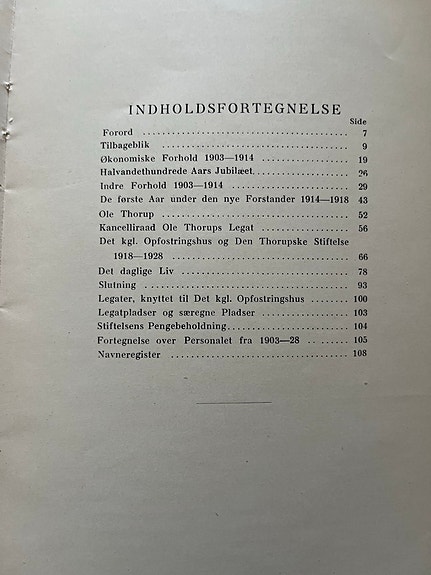 INDHOLDSFORTEGNELSE
Side
Forord ................................ 7
Tilbageblik ................................ 9
Økonomiske Forhold 1903—1914 ................ 19
Halvandethundrede Aars Jubilæet ................ 26
Indre Forhold 1903—1914 ................ 29
De første Aar under den nye Forstander 1914—1918 43
Ole Thorup ................................ 52
Kancelliraad Ole Thorups Legat ................ 56
Det kgl. Opfostringshus og Den Thorupske Stiftelse
1918—1928 ................................ 66
Det daglige Liv ................................ 78
Slutning ................................ 93
Legater, knyttet til Det kgl. Opfostringshus ....... 100
Legatpladser og særegne Pladser ................ 103
Stiftelsens Pengebeholdning ................ 104
Fortegnelse over Personalet fra 1903—28 .. ...... 105
Navneregister ................................ 108